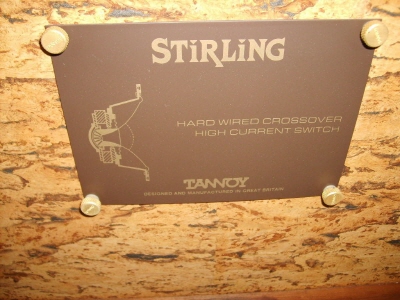 STiRLiNG
HARD WIRED CROSSOVER
HIGH CURRENT SWITCH
TANNOY
DESIGNED AND MANUFACTURED IN GREAT BRITAIN